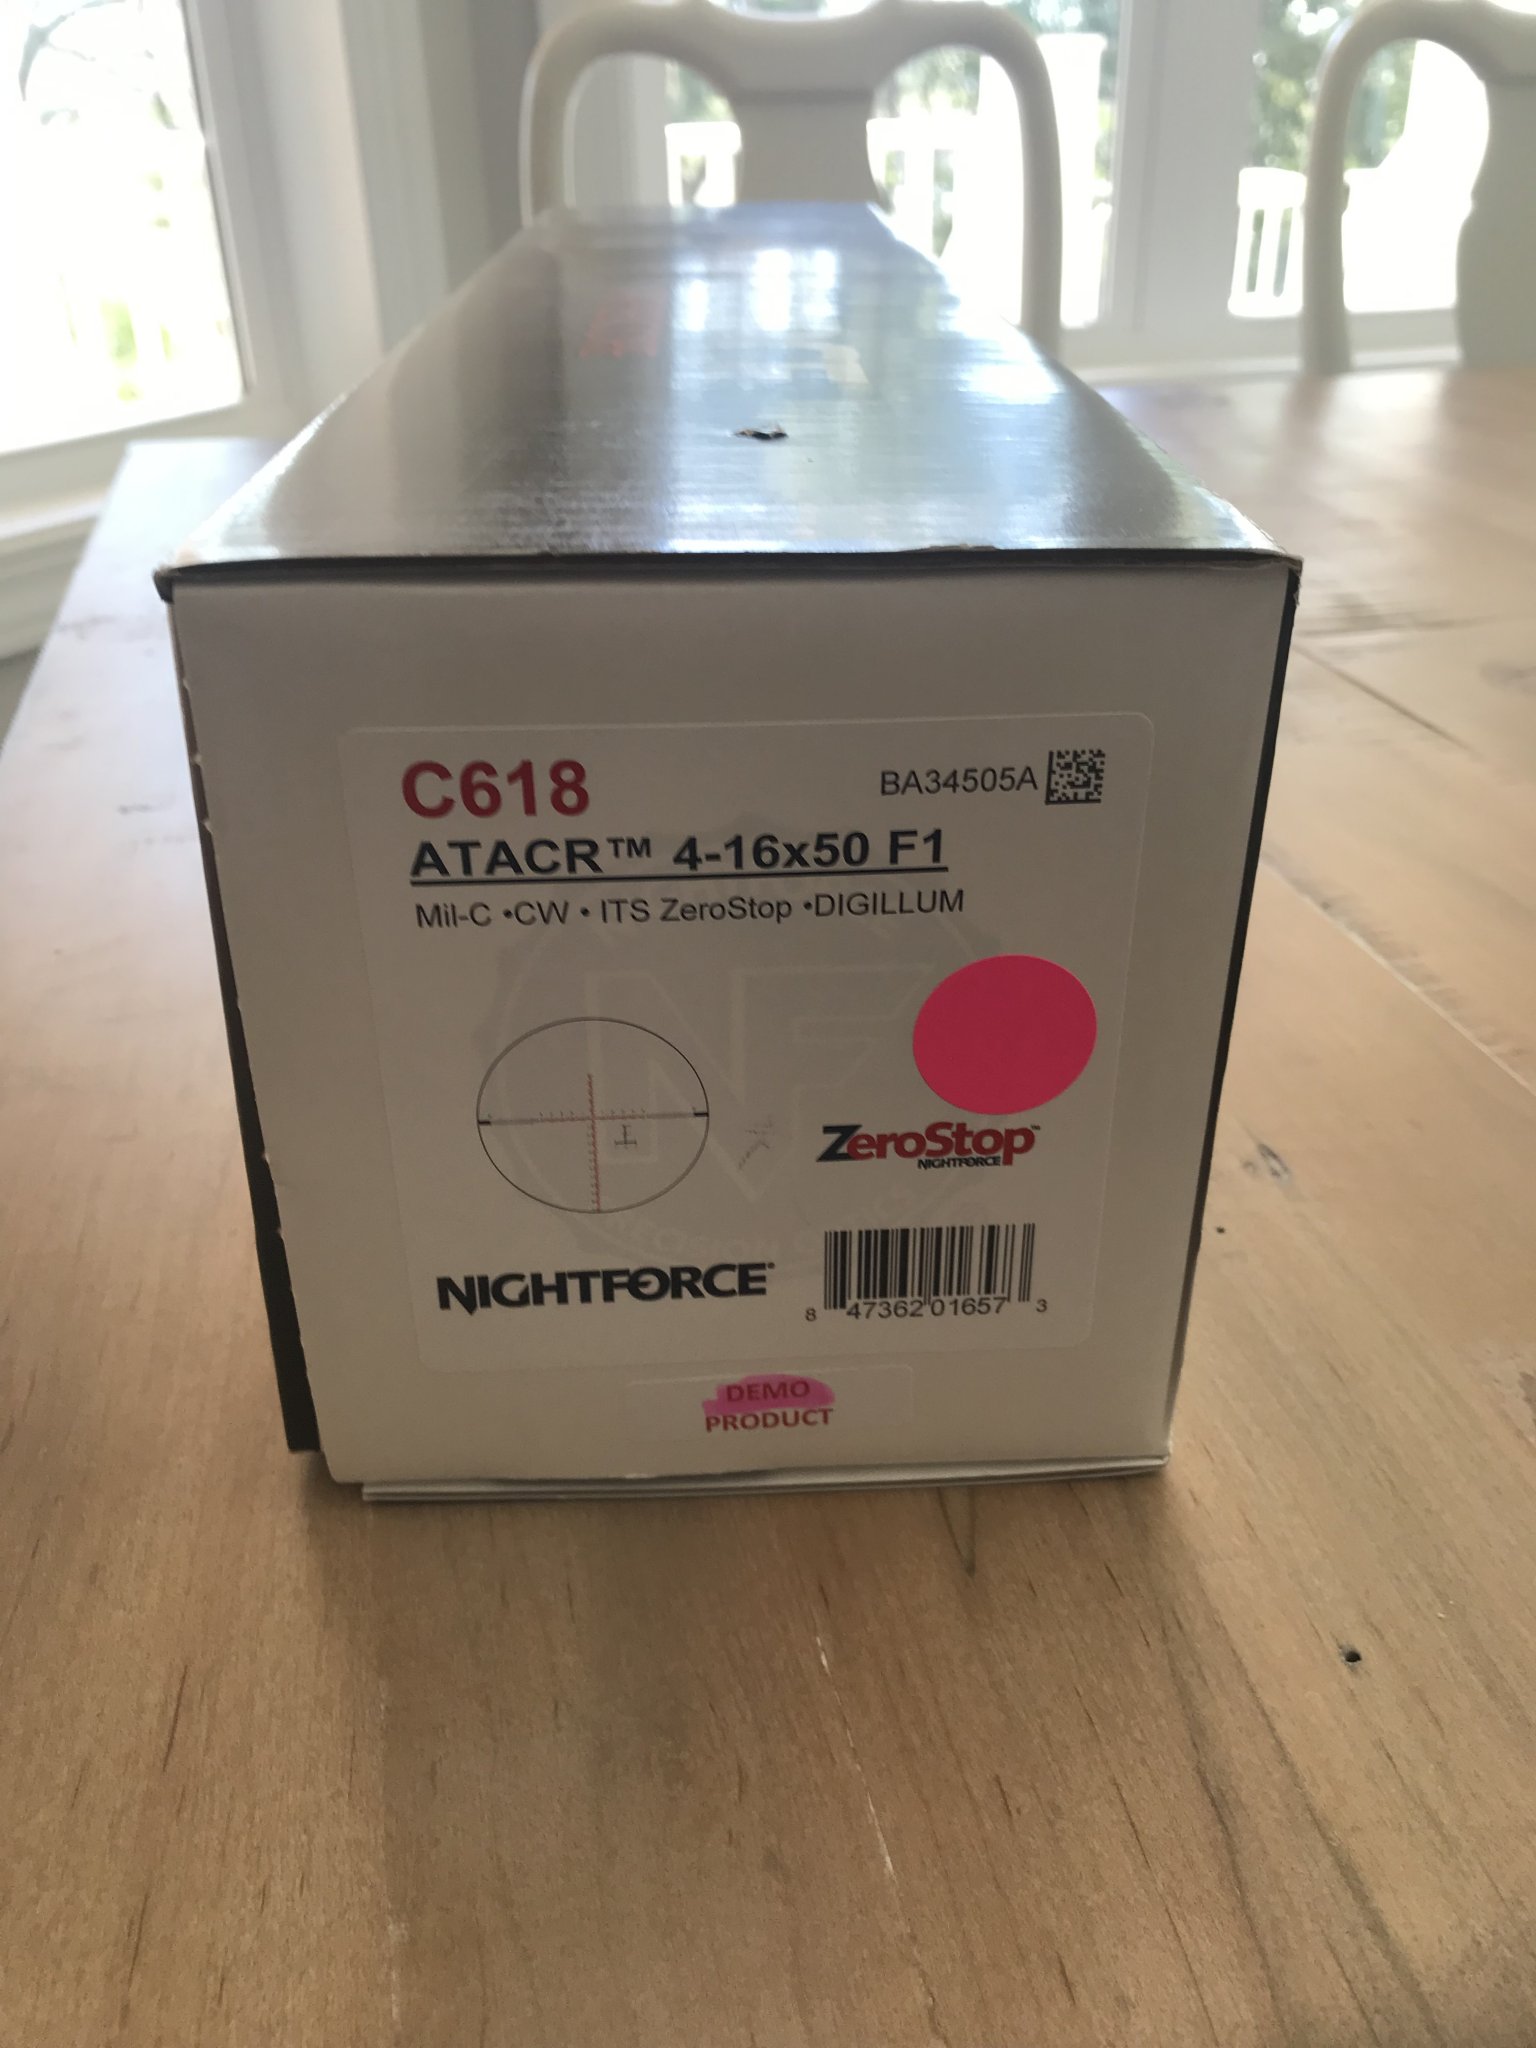 C618
BA34505A
ATACR™ 4-16x50 F1
Mil-C •CW • ITS ZeroStop •DIGILLUM
ZeroStop™
NIGHTFORCE
NIGHTFORCE
8 47362 01657 3
DEMO
PRODUCT